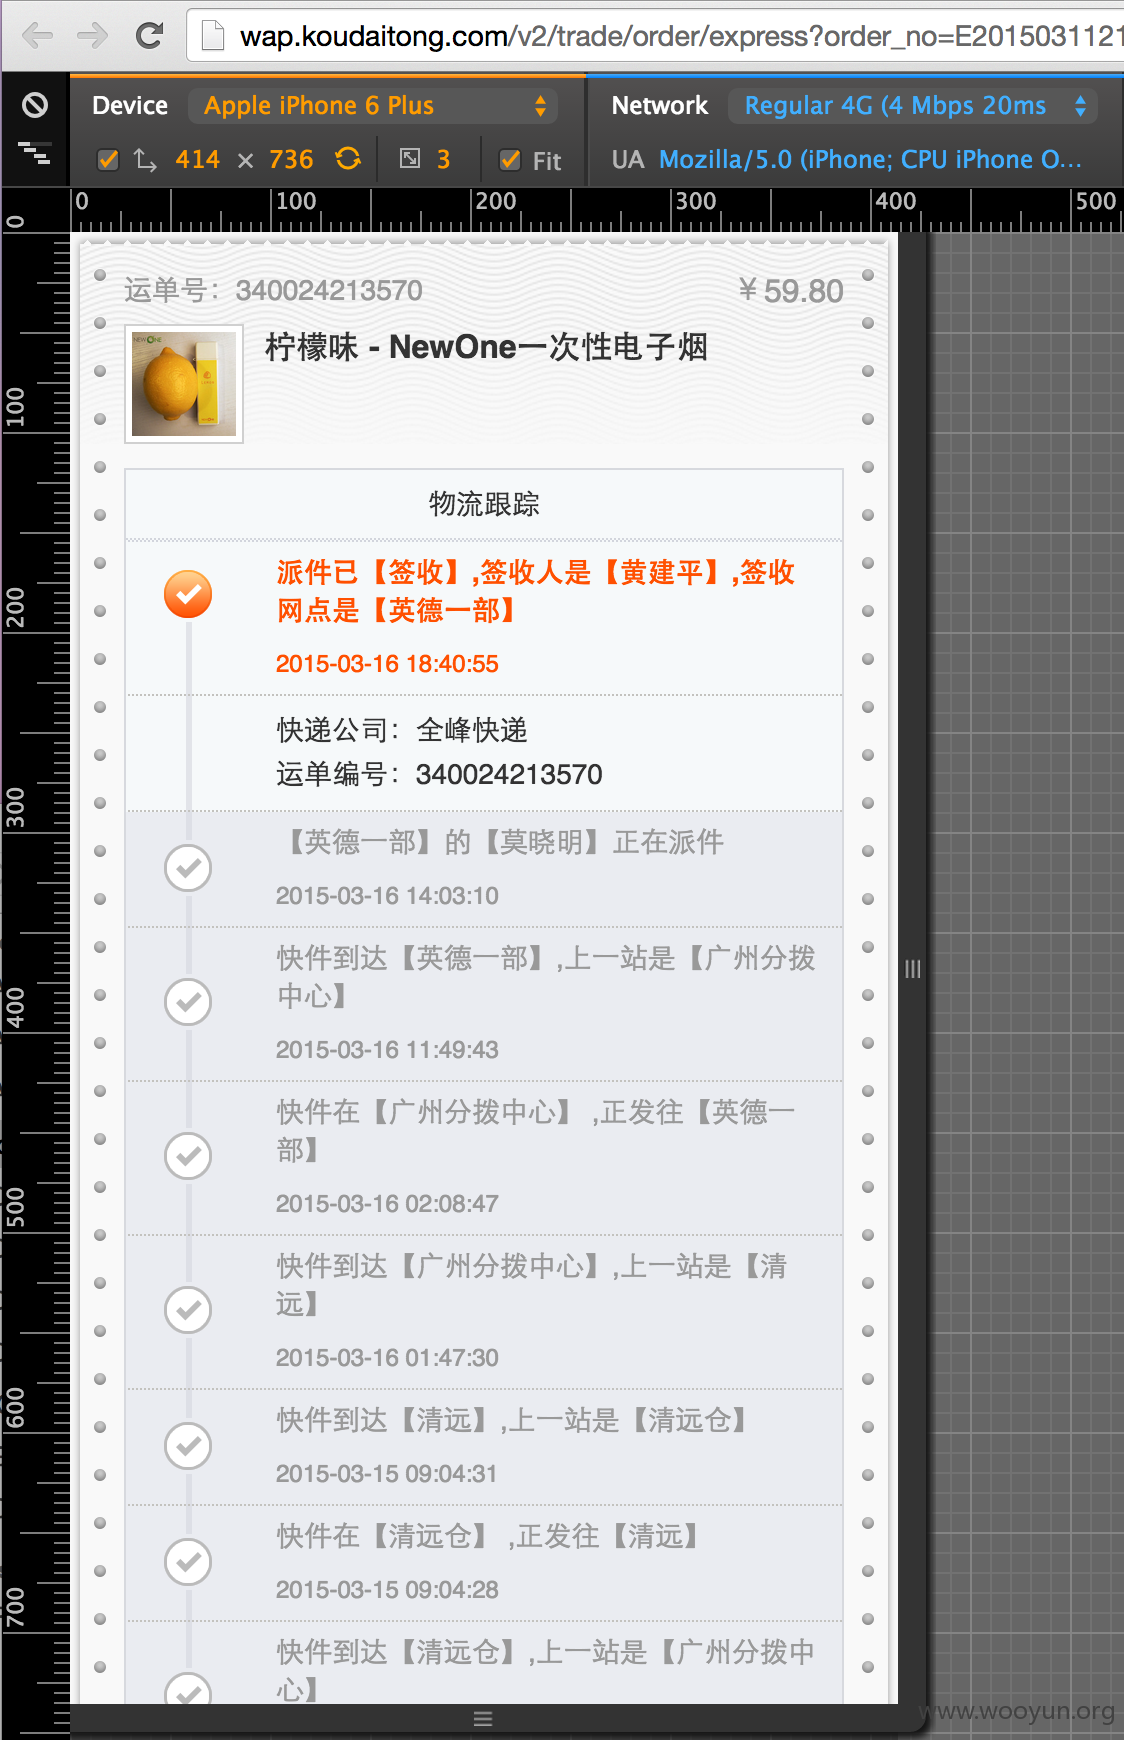 wap.koudaitong.com/v2/trade/order/express?order_no=E2015031121
Device Apple iPhone 6 Plus Network Regular 4G (4 Mbps 20ms
414 × 736 3 Fit UA Mozilla/5.0 (iPhone; CPU iPhone O...
0 100 200 300 400 500
0
100
200
300
400
500
600
700
运单号：340024213570 ￥59.80
NEWONE
柠檬味 - NewOne一次性电子烟
物流跟踪
派件已【签收】,签收人是【黄建平】,签收
网点是【英德一部】
2015-03-16 18:40:55
快递公司：全峰快递
运单编号：340024213570
【英德一部】的【莫晓明】正在派件
2015-03-16 14:03:10
快件到达【英德一部】,上一站是【广州分拨
中心】
2015-03-16 11:49:43
快件在【广州分拨中心】 ,正发往【英德一
部】
2015-03-16 02:08:47
快件到达【广州分拨中心】,上一站是【清
远】
2015-03-16 01:47:30
快件到达【清远】,上一站是【清远仓】
2015-03-15 09:04:31
快件在【清远仓】 ,正发往【清远】
2015-03-15 09:04:28
快件到达【清远仓】,上一站是【广州分拨中
心】
www.wooyun.org